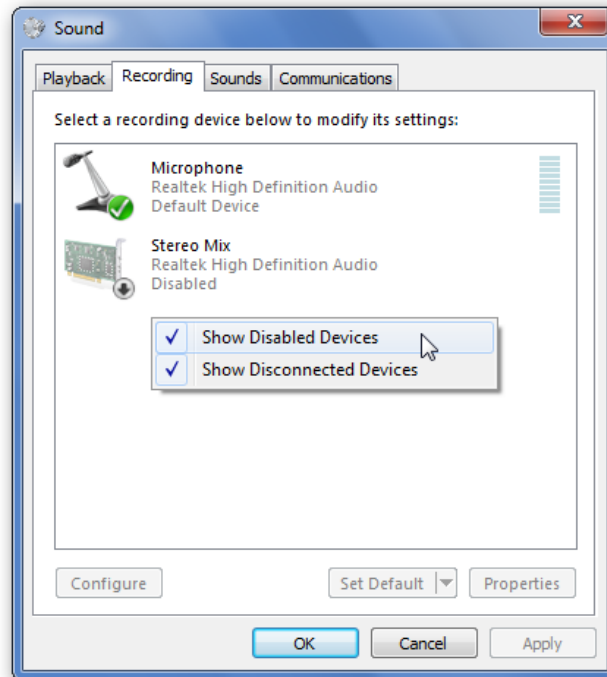 Sound
Playback Recording Sounds Communications
Select a recording device below to modify its settings:
Microphone
Realtek High Definition Audio
Default Device
Stereo Mix
Realtek High Definition Audio
Disabled
Show Disabled Devices
Show Disconnected Devices
Configure Set Default Properties
OK Cancel Apply